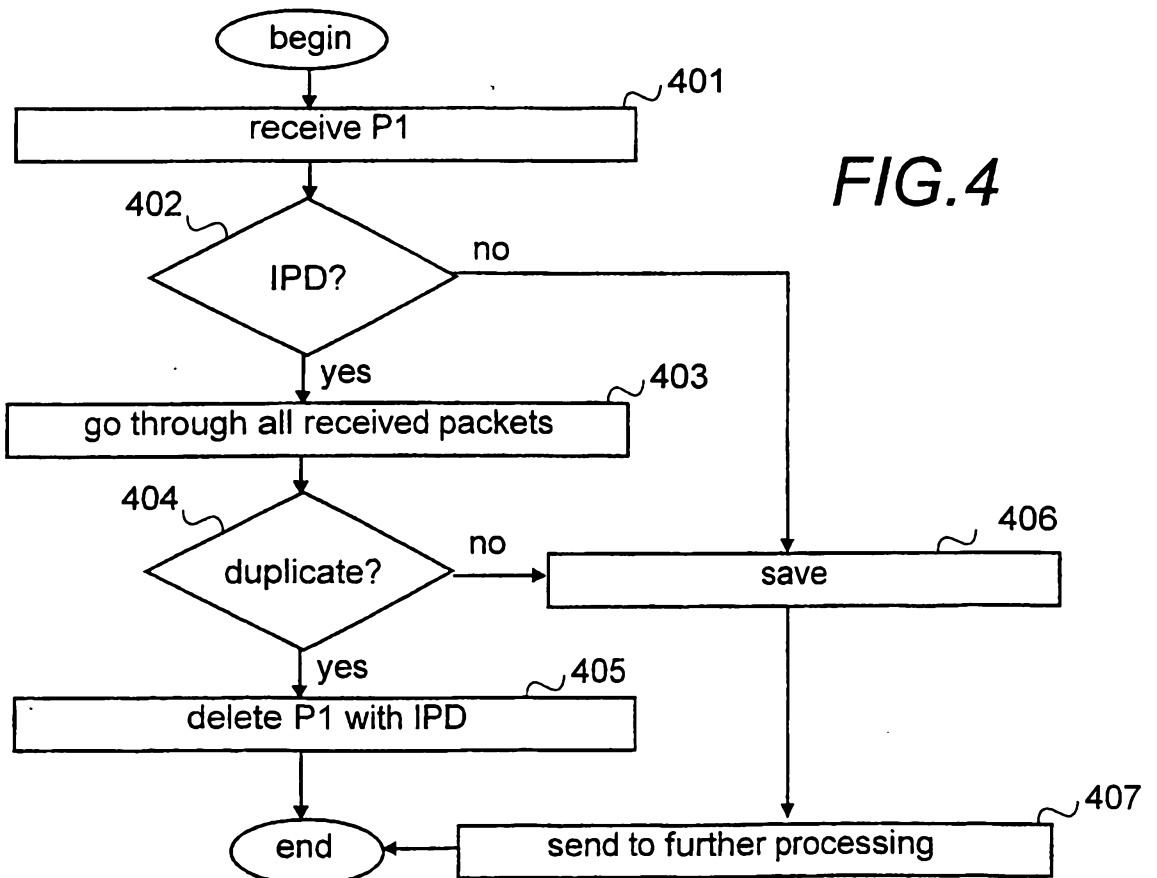 begin
401
receive P1
FIG.4
402
no
IPD?
yes
403
go through all received packets
404
no
406
duplicate?
save
yes
405
delete P1 with IPD
407
end
send to further processing